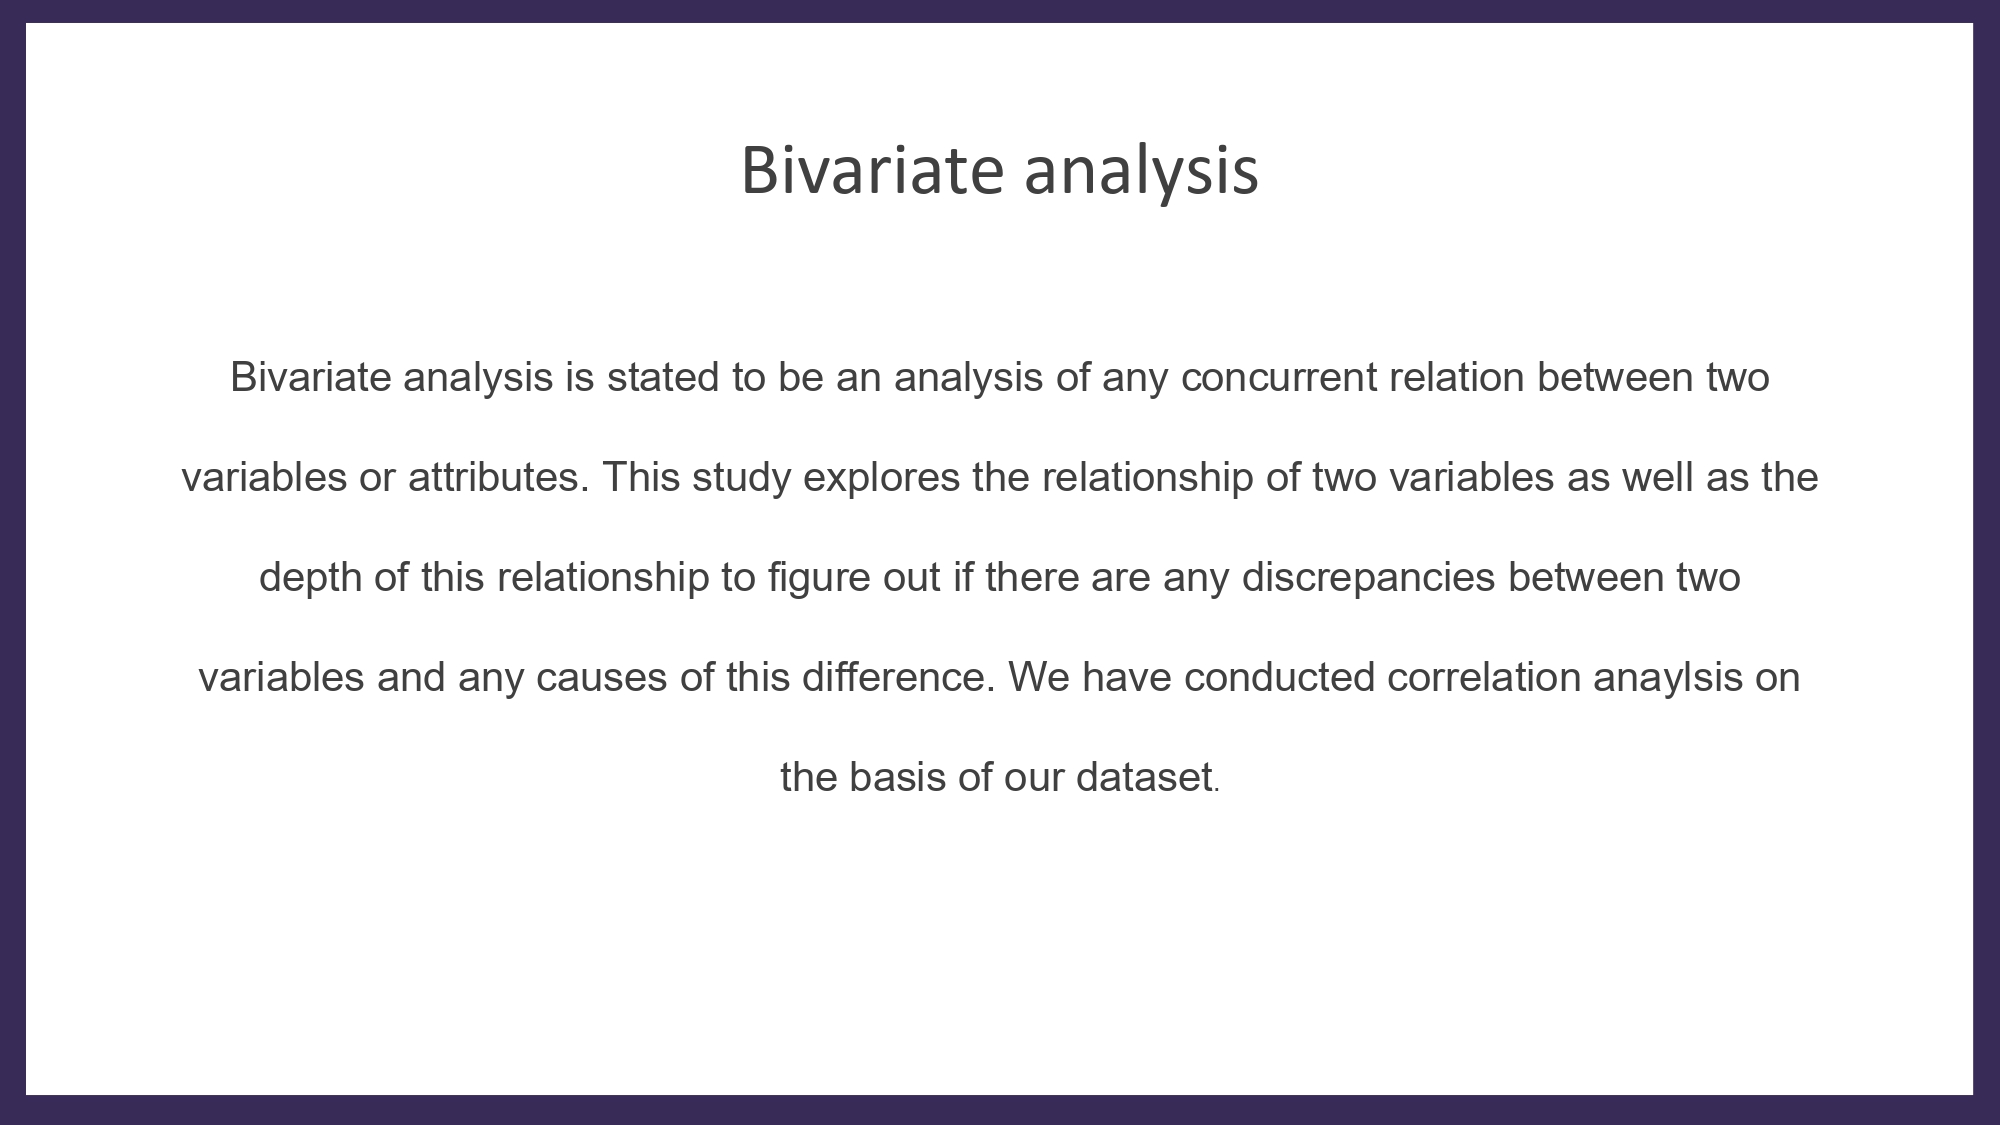 Bivariate analysis
Bivariate analysis is stated to be an analysis of any concurrent relation between two
variables or attributes. This study explores the relationship of two variables as well as the
depth of this relationship to figure out if there are any discrepancies between two
variables and any causes of this difference. We have conducted correlation anaylsis on
the basis of our dataset.